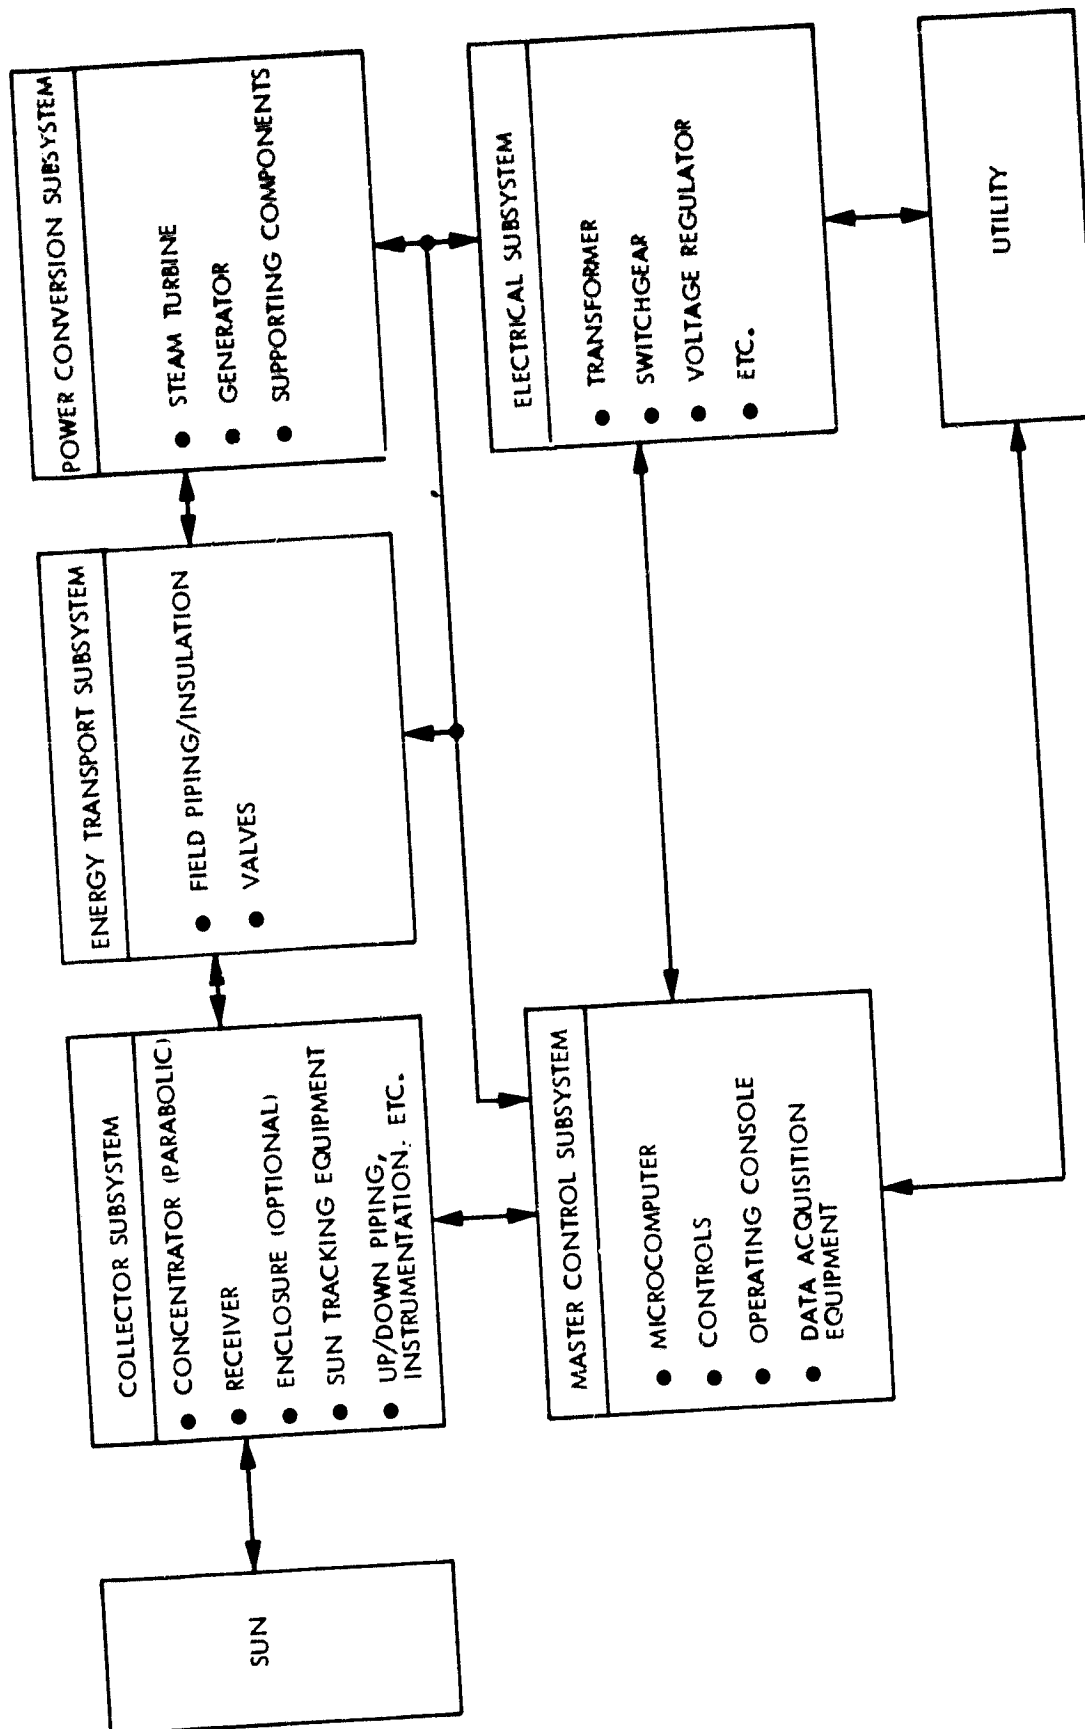 SUN
COLLECTOR SUBSYSTEM
● CONCENTRATOR (PARABOLIC)
● RECEIVER
● ENCLOSURE (OPTIONAL)
● SUN TRACKING EQUIPMENT
● UP/DOWN PIPING,
INSTRUMENTATION, ETC.
ENERGY TRANSPORT SUBSYSTEM
● FIELD PIPING/INSULATION
● VALVES
POWER CONVERSION SUBSYSTEM
● STEAM TURBINE
● GENERATOR
● SUPPORTING COMPONENTS
MASTER CONTROL SUBSYSTEM
● MICROCOMPUTER
● CONTROLS
● OPERATING CONSOLE
● DATA ACQUISITION
EQUIPMENT
ELECTRICAL SUBSYSTEM
● TRANSFORMER
● SWITCHGEAR
● VOLTAGE REGULATOR
● ETC.
UTILITY